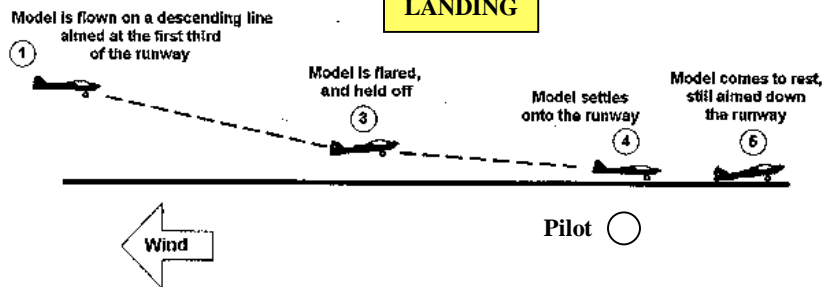 LANDING
Model is flown on a descending line
aimed at the first third
of the runway
1
Model is flared,
and held off
3
Model settles
onto the runway
4
Model comes to rest,
still aimed down
the runway
5
Wind
Pilot